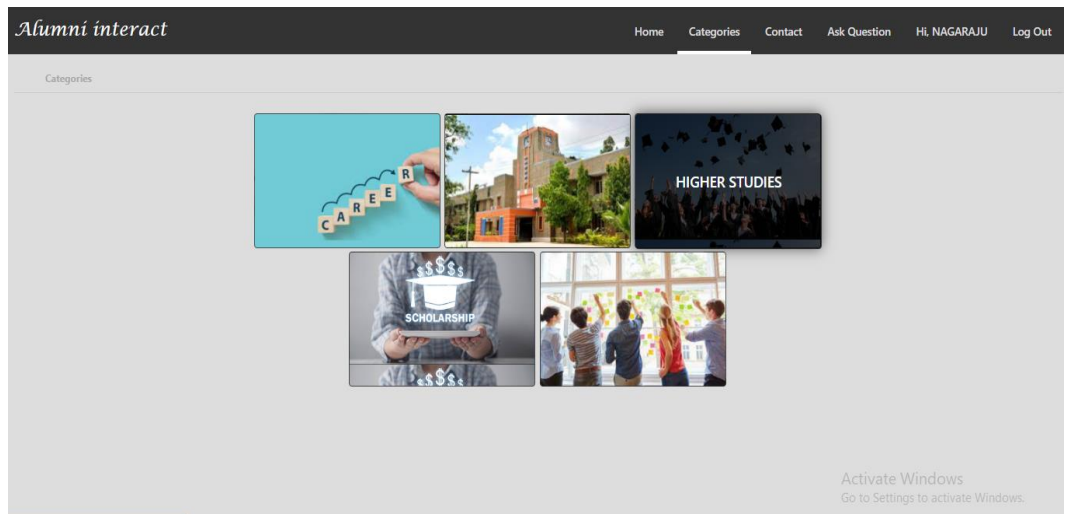 Alumni interact
Home Categories Contact Ask Question Hi, NAGARAJU Log Out
Categories
CAREER
HIGHER STUDIES
$$$$$
SCHOLARSHIP
$$$$
Activate Windows
Go to Settings to activate Windows.